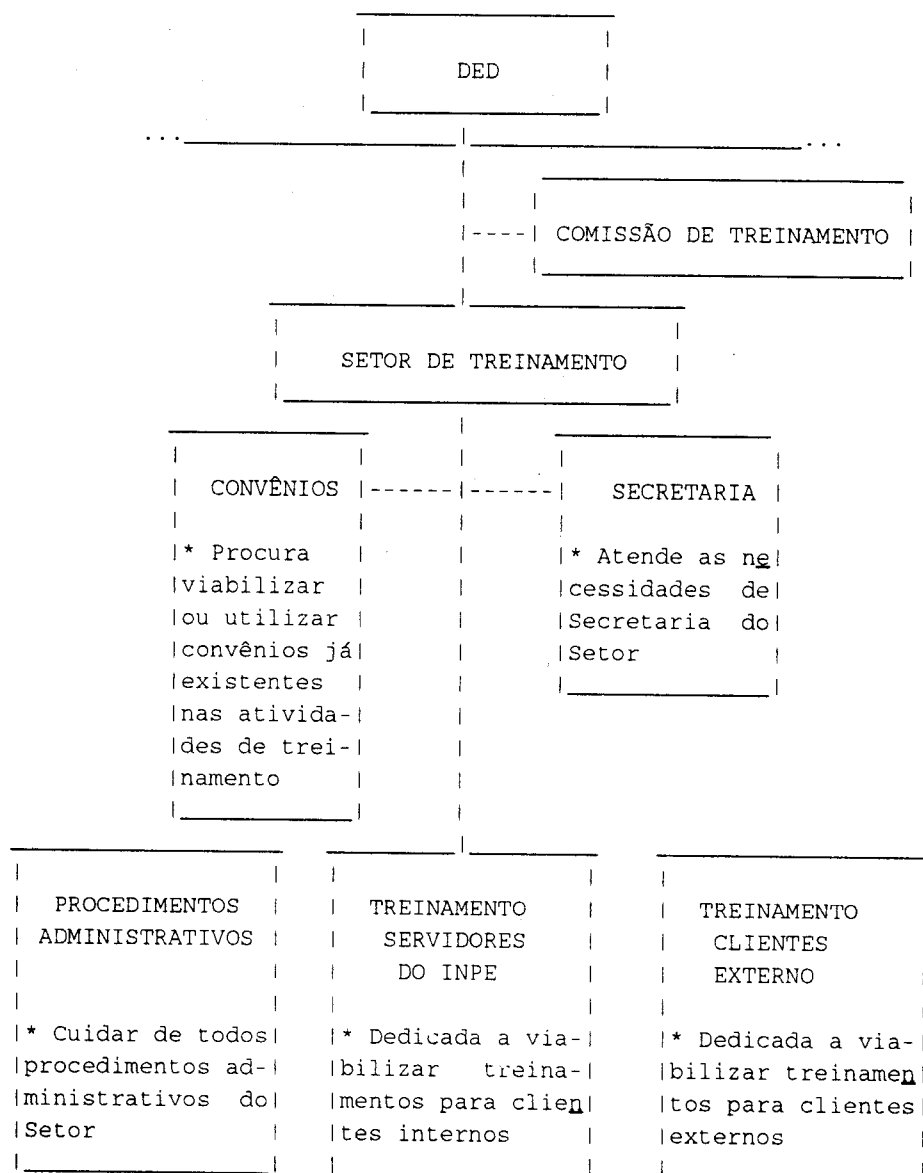 DED
... ...
COMISSÃO DE TREINAMENTO
SETOR DE TREINAMENTO
CONVÊNIOS
* Procura
viabilizar
ou utilizar
convênios já
existentes
nas ativida-
des de trei-
namento
SECRETARIA
* Atende as ne
cessidades de
Secretaria do
Setor
PROCEDIMENTOS
ADMINISTRATIVOS
* Cuidar de todos
procedimentos ad-
ministrativos do
Setor
TREINAMENTO
SERVIDORES
DO INPE
* Dedicada a via-
bilizar treina-
mentos para clien
tes internos
TREINAMENTO
CLIENTES
EXTERNO
* Dedicada a via-
bilizar treinamen
tos para clientes
externos